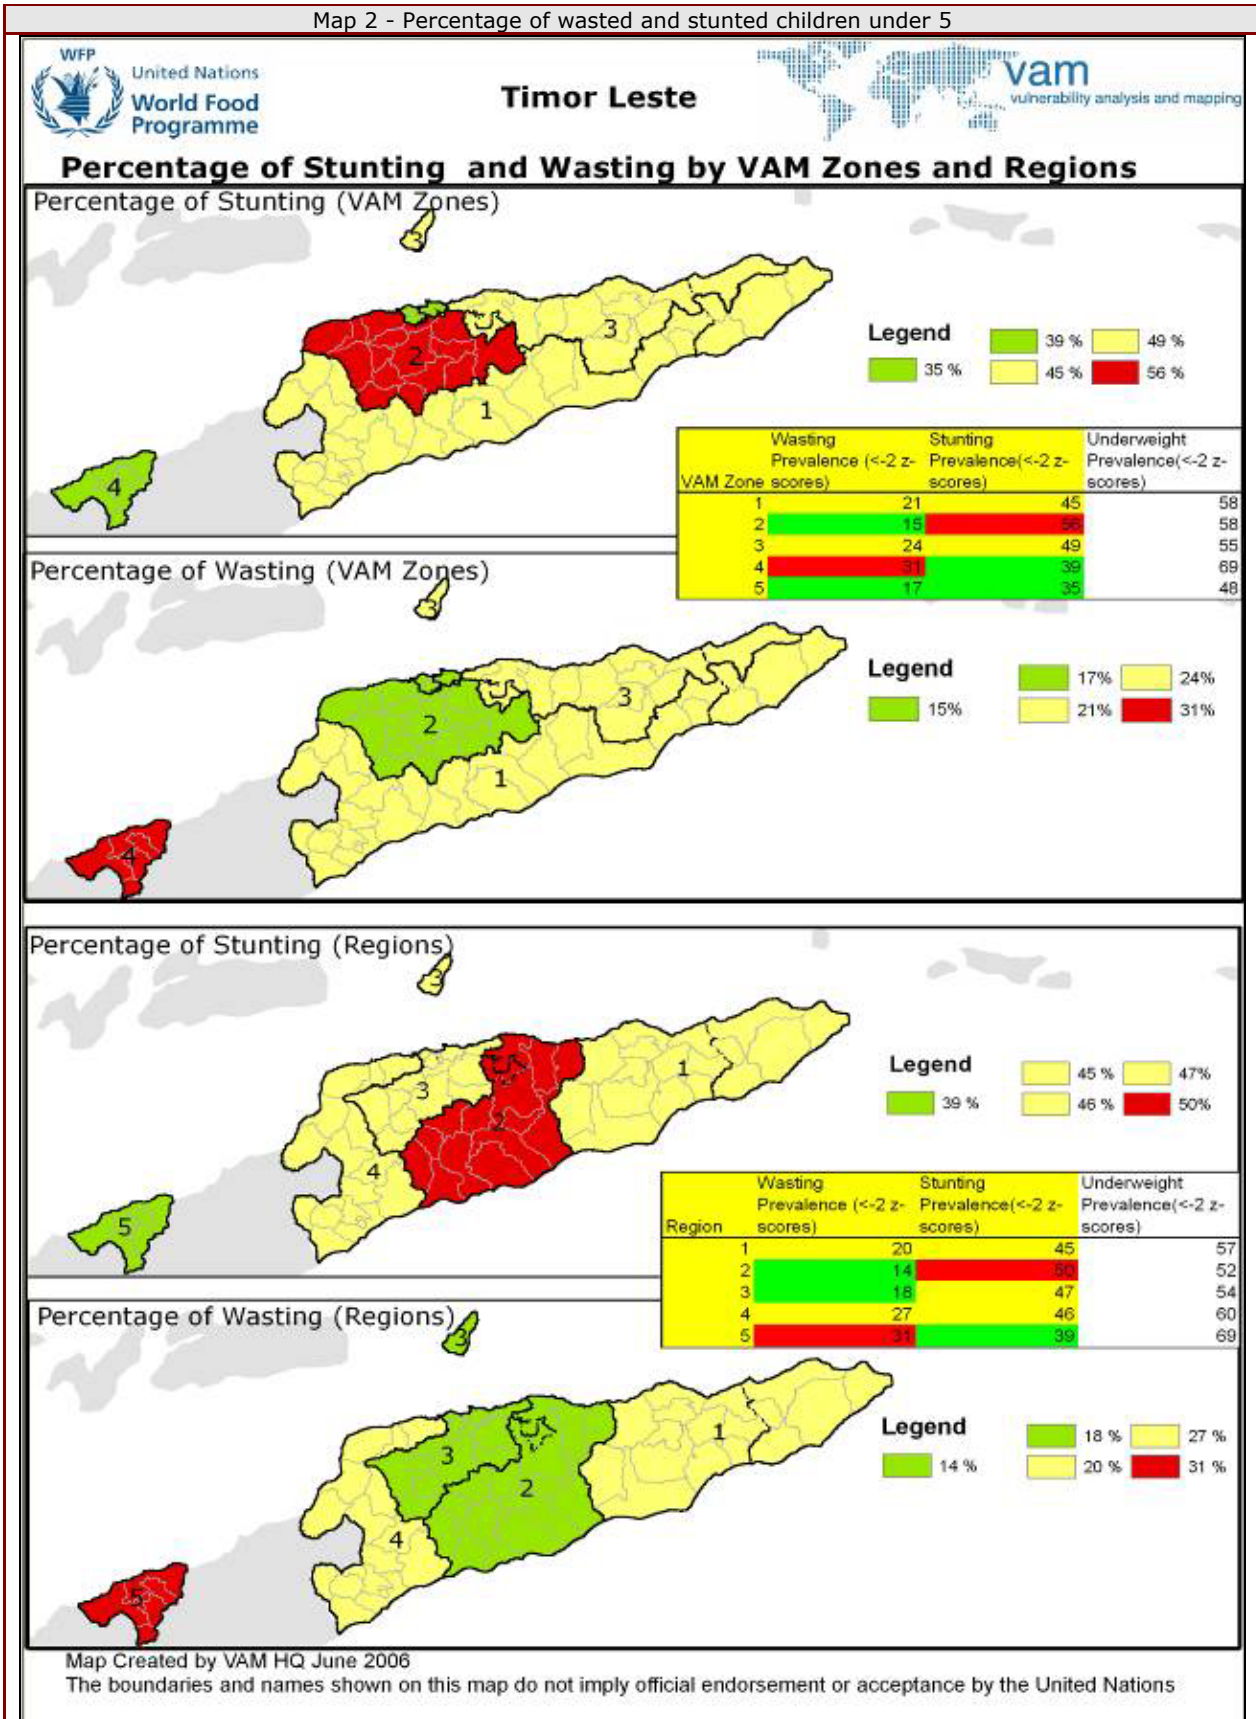 Map 2 - Percentage of wasted and stunted children under 5
WFP
United Nations
World Food
Programme
Timor Leste
vam
vulnerability analysis and mapping
Percentage of Stunting and Wasting by VAM Zones and Regions
Percentage of Stunting (VAM Zones)
3
3
2
1
4
Legend
39 % 49 %
35 % 45 % 56 %
Wasting Stunting Underweight
Prevalence (<-2 z- Prevalence(<-2 z- Prevalence(<-2 z-
VAM Zone scores) scores) scores)
1 21 45 58
2 15 56 58
3 24 49 55
4 31 39 69
5 17 35 48
Percentage of Wasting (VAM Zones)
3
3
2
1
4
Legend
17% 24%
15% 21% 31%
Percentage of Stunting (Regions)
3
1
3
2
4
5
Legend
45 % 47%
39 % 46 % 50%
Wasting Stunting Underweight
Prevalence (<-2 z- Prevalence(<-2 z- Prevalence(<-2 z-
Region scores) scores) scores)
1 20 45 57
2 14 50 52
3 18 47 54
4 27 46 60
5 31 39 69
Percentage of Wasting (Regions)
3
1
3
2
4
5
Legend
18 % 27 %
14 % 20 % 31 %
Map Created by VAM HQ June 2006
The boundaries and names shown on this map do not imply official endorsement or acceptance by the United Nations